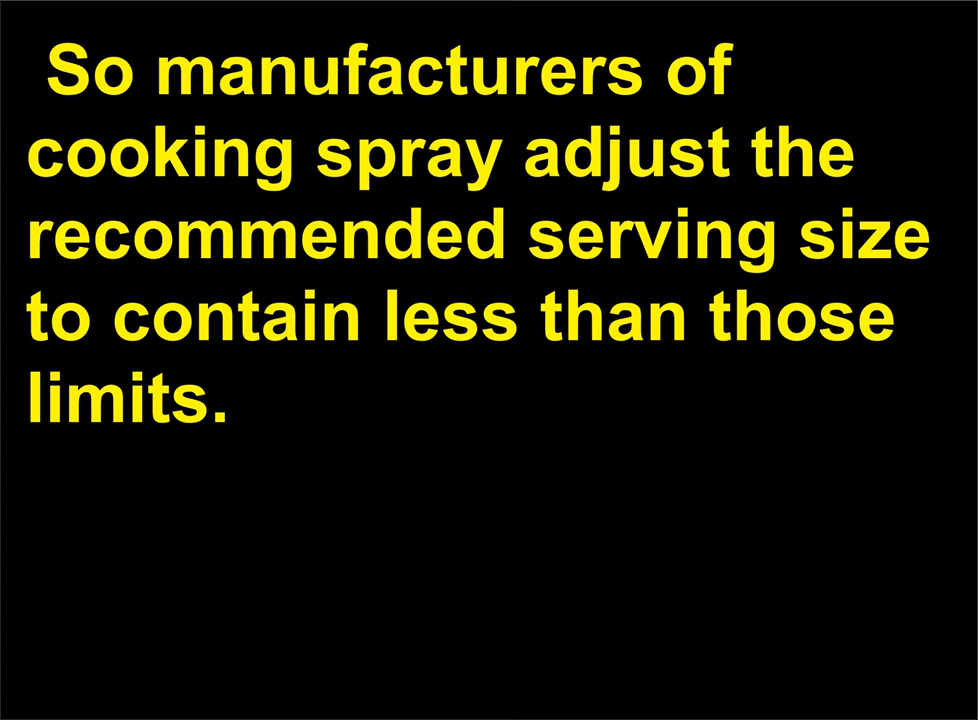 So manufacturers of
cooking spray adjust the
recommended serving size
to contain less than those
limits.